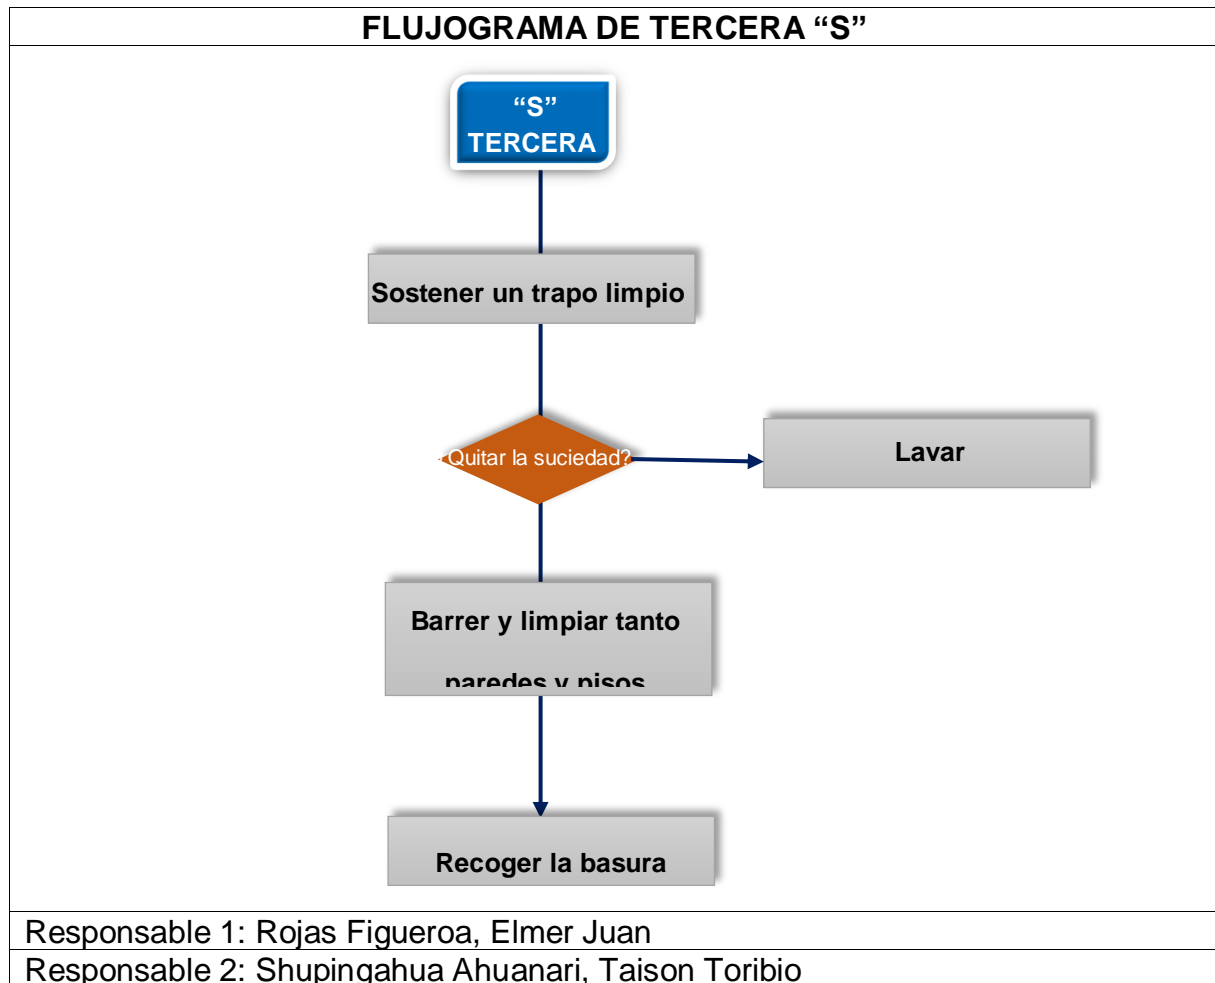 FLUJOGRAMA DE TERCERA “S”
“S”
TERCERA
Sostener un trapo limpio
Quitar la suciedad?
Lavar
Barrer y limpiar tanto
paredes y pisos
Recoger la basura
Responsable 1: Rojas Figueroa, Elmer Juan
Responsable 2: Shupingahua Ahuanari, Taison Toribio